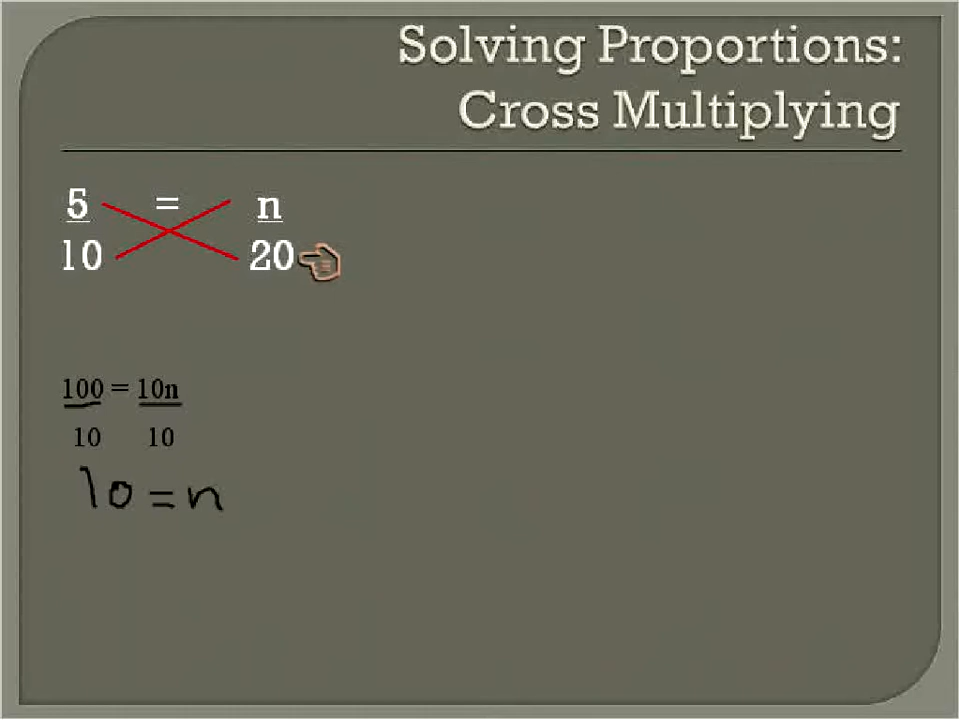 Solving Proportions:
Cross Multiplying
5 = n
10 20
100 = 10n
10 10
10 = n